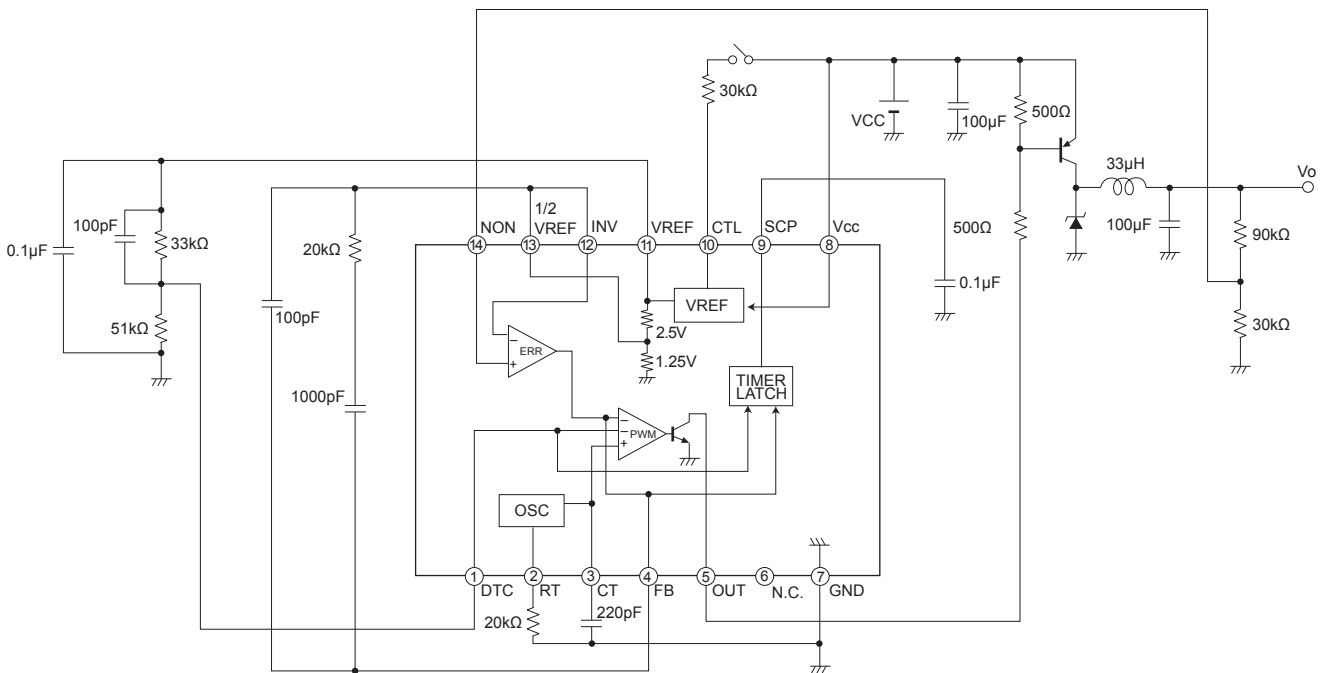 30kΩ
VCC
100µF
500Ω
33µH
Vo
100pF
33kΩ
0.1µF
51kΩ
20kΩ
100pF
1000pF
1/2
NON
VREF
INV
VREF
CTL
SCP
Vcc
14
13
12
11
10
9
8
500Ω
100µF
90kΩ
0.1µF
30kΩ
VREF
2.5V
1.25V
ERR
TIMER
LATCH
PWM
OSC
1
2
3
4
5
6
7
DTC
RT
CT
FB
OUT
N.C.
GND
20kΩ
220pF
−
+
−
−
+